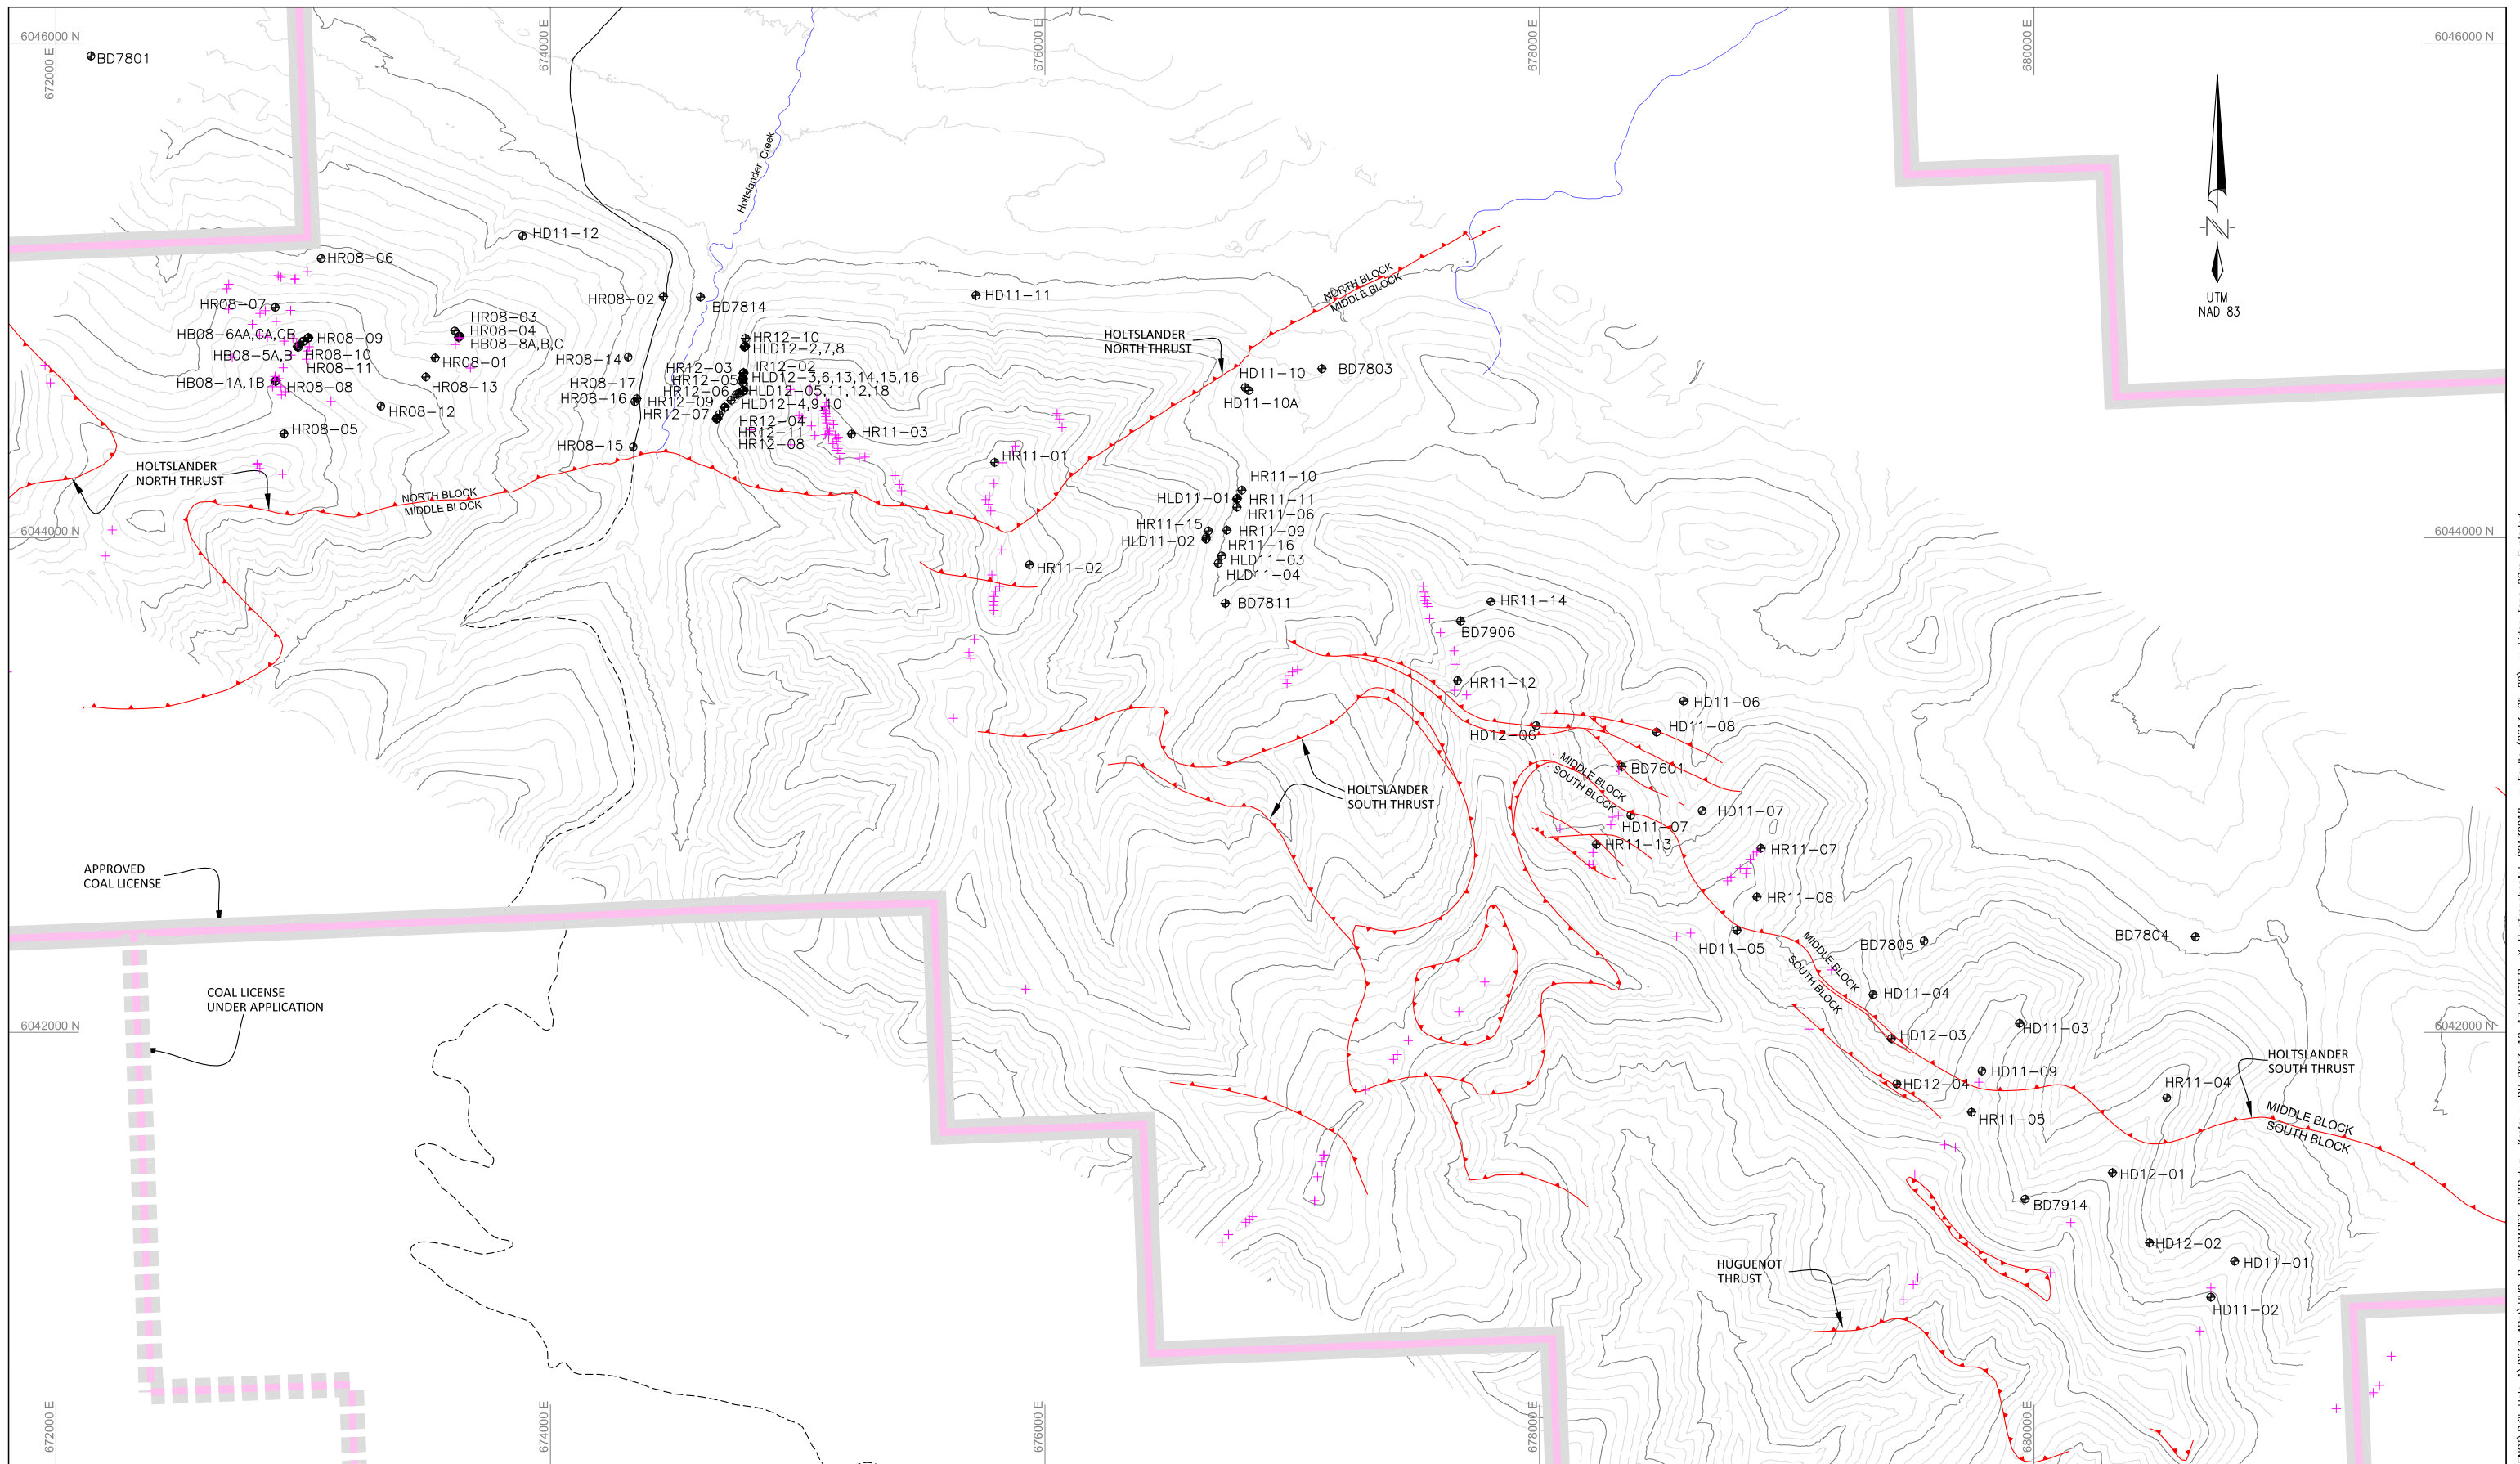 6046000 N
672000 E
674000 E
676000 E
678000 E
680000 E
6046000 N
BD7801
Holtslander Creek
UTM
NAD 83
HD11-12
HR08-06
HR08-02
BD7814
HD11-11
NORTH BLOCK
MIDDLE BLOCK
HR08-07
HR08-03
HR08-04
HB08-8A,B,C
HB08-6AA,CA,CB
HR08-09
HB08-5A,B
HR08-10
HR08-11
HR08-01
HR08-14
HR12-10
HLD12-2,7,8
HOLTSLANDER
NORTH THRUST
BD7803
HB08-1A,1B
HR08-08
HR08-13
HR12-03
HR12-02
HR12-05
HLD12-3,6,13,14,15,16
HR08-17
HR12-06
HLD12-05,11,12,18
HR08-16
HR12-09
HLD12-4,9,10
HR12-07
HR12-04
HR12-11
HR12-08
HD11-10
HD11-10A
HR08-12
HR08-05
HR08-15
HR11-03
HR11-01
HOLTSLANDER
NORTH THRUST
NORTH BLOCK
MIDDLE BLOCK
HR11-10
HLD11-01
HR11-11
HR11-06
HR11-15
HR11-09
HLD11-02
HR11-16
HLD11-03
HLD11-04
6044000 N
6044000 N
HR11-02
BD7811
HR11-14
BD7906
HR11-12
HD11-06
HD12-06
HD11-08
MIDDLE BLOCK
SOUTH BLOCK
BD7601
HOLTSLANDER
SOUTH THRUST
HD11-07
HD11-07
HR11-13
HR11-07
APPROVED
COAL LICENSE
HR11-08
HD11-05
MIDDLE BLOCK
SOUTH BLOCK
BD7805
BD7804
COAL LICENSE
UNDER APPLICATION
HD11-04
6042000 N
6042000 N
HD12-03
HD11-03
HD11-09
HD12-04
HR11-04
HOLTSLANDER
SOUTH THRUST
HR11-05
MIDDLE BLOCK
SOUTH BLOCK
HD12-01
BD7914
HD12-02
HD11-01
HUGUENOT
THRUST
HD11-02
672000 E
674000 E
676000 E
678000 E
680000 E